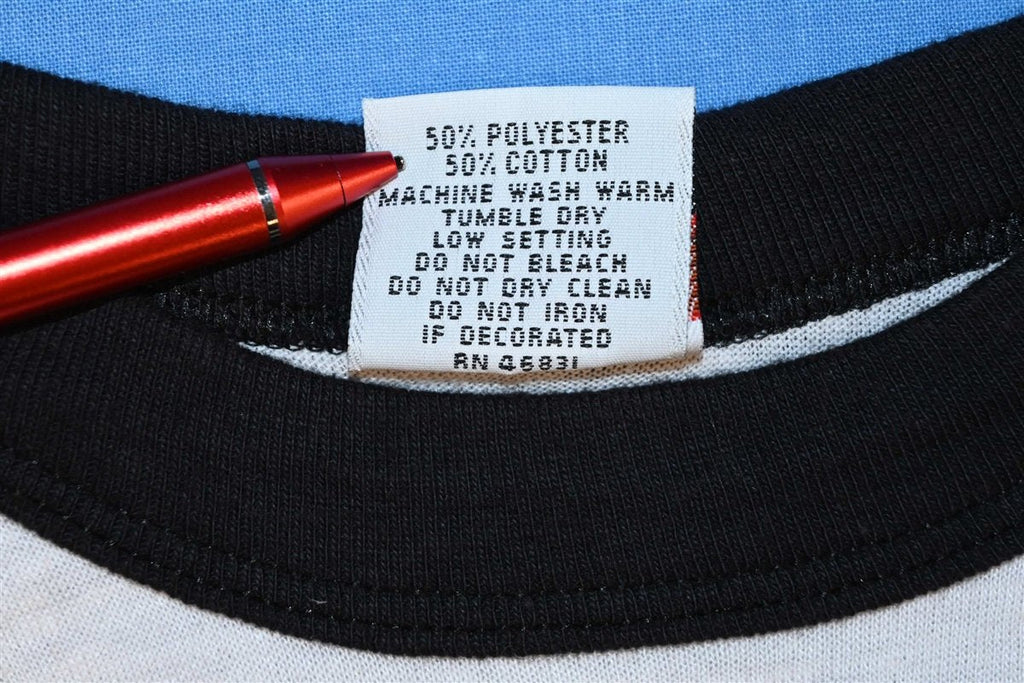 50% POLYESTER
50% COTTON
MACHINE WASH WARM
TUMBLE DRY
LOW SETTING
DO NOT BLEACH
DO NOT DRY CLEAN
DO NOT IRON
IF DECORATED
RN 46831